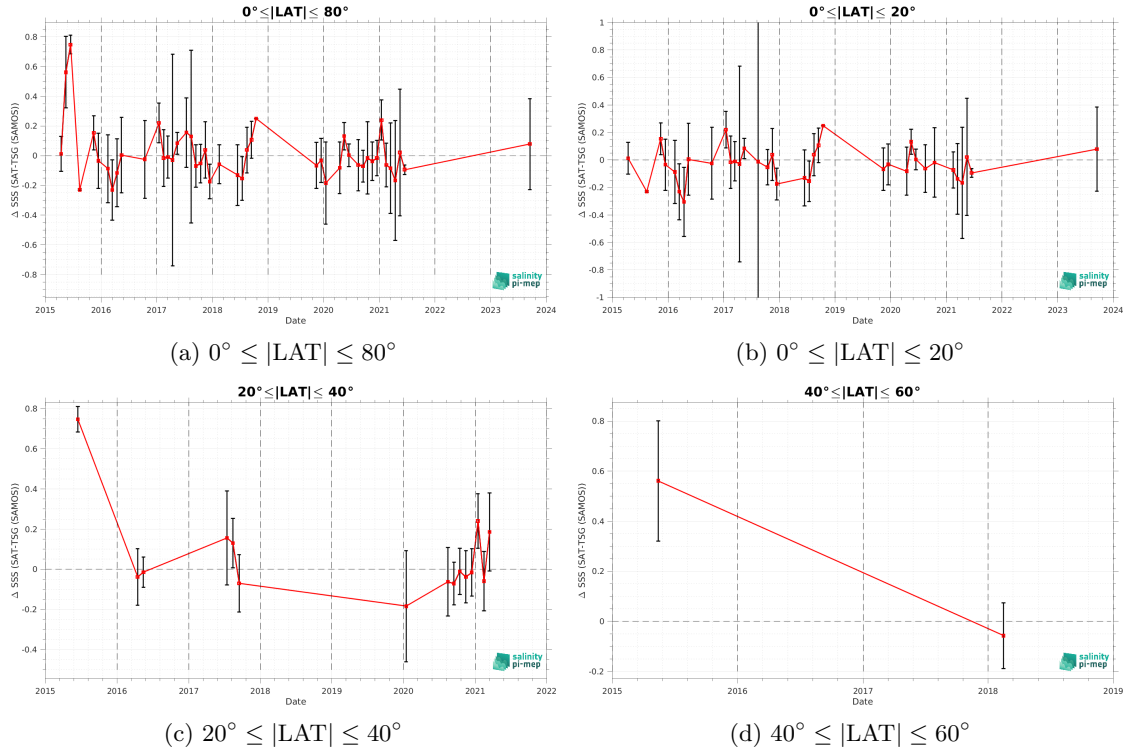 0°≤|LAT|≤ 80°
Δ SSS (SAT-TSG (SAMOS))
0.8
0.6
0.4
0.2
0
-0.2
-0.4
-0.6
-0.8
2015 2016 2017 2018 2019 2020 2021 2022 2023 2024
Date
salinity
pi-mep
(a) 0° ≤ |LAT| ≤ 80°
0°≤|LAT|≤ 20°
Δ SSS (SAT-TSG (SAMOS))
1
0.8
0.6
0.4
0.2
0
-0.2
-0.4
-0.6
-0.8
-1
2015 2016 2017 2018 2019 2020 2021 2022 2023 2024
Date
salinity
pi-mep
(b) 0° ≤ |LAT| ≤ 20°
20°≤|LAT|≤ 40°
Δ SSS (SAT-TSG (SAMOS))
0.8
0.6
0.4
0.2
0
-0.2
-0.4
2015 2016 2017 2018 2019 2020 2021 2022
Date
salinity
pi-mep
(c) 20° ≤ |LAT| ≤ 40°
40°≤|LAT|≤ 60°
Δ SSS (SAT-TSG (SAMOS))
0.8
0.6
0.4
0.2
0
-0.2
2015 2016 2017 2018 2019
Date
salinity
pi-mep
(d) 40° ≤ |LAT| ≤ 60°